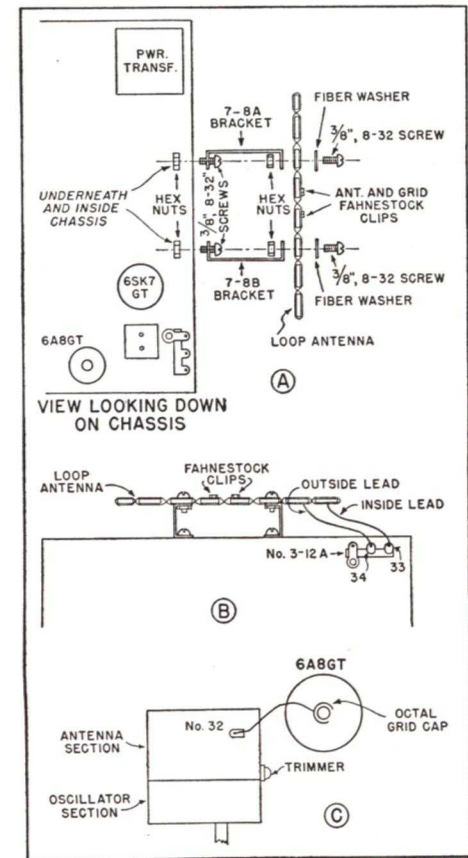 PWR.
TRANSF.
7-8A
BRACKET
FIBER WASHER
3/8", 8-32 SCREW
UNDERNEATH
AND INSIDE
CHASSIS
HEX
NUTS
3/8", 8-32"
SCREWS
HEX
NUTS
ANT. AND GRID
FAHNESTOCK
CLIPS
7-8B
BRACKET
3/8", 8-32 SCREW
FIBER WASHER
6SK7
GT
6A8GT
LOOP ANTENNA
A
VIEW LOOKING DOWN
ON CHASSIS
LOOP
ANTENNA
FAHNESTOCK
CLIPS
OUTSIDE LEAD
INSIDE LEAD
No. 3-12A
34
33
B
6A8GT
No. 32
OCTAL
GRID CAP
ANTENNA
SECTION
TRIMMER
OSCILLATOR
SECTION
C